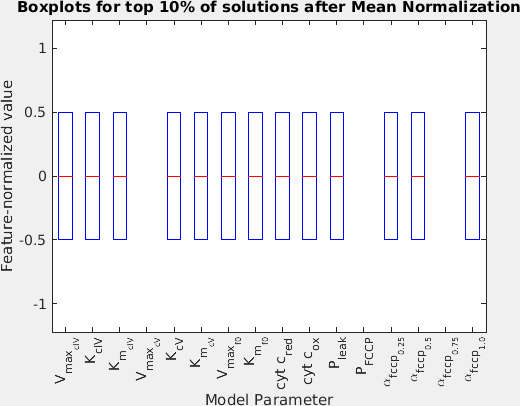 Boxplots for top 10% of solutions after Mean Normalization
Feature-normalized value
1
0.5
0
-0.5
-1
V_max_cIV
K_cIV
K_m_cIV
V_max_cV
K_cV
K_m_cV
V_max_f0
K_m_f0
cyt c_red
cyt c_ox
P_leak
P_FCCP
α_fccp_0.25
α_fccp_0.5
α_fccp_0.75
α_fccp_1.0
Model Parameter